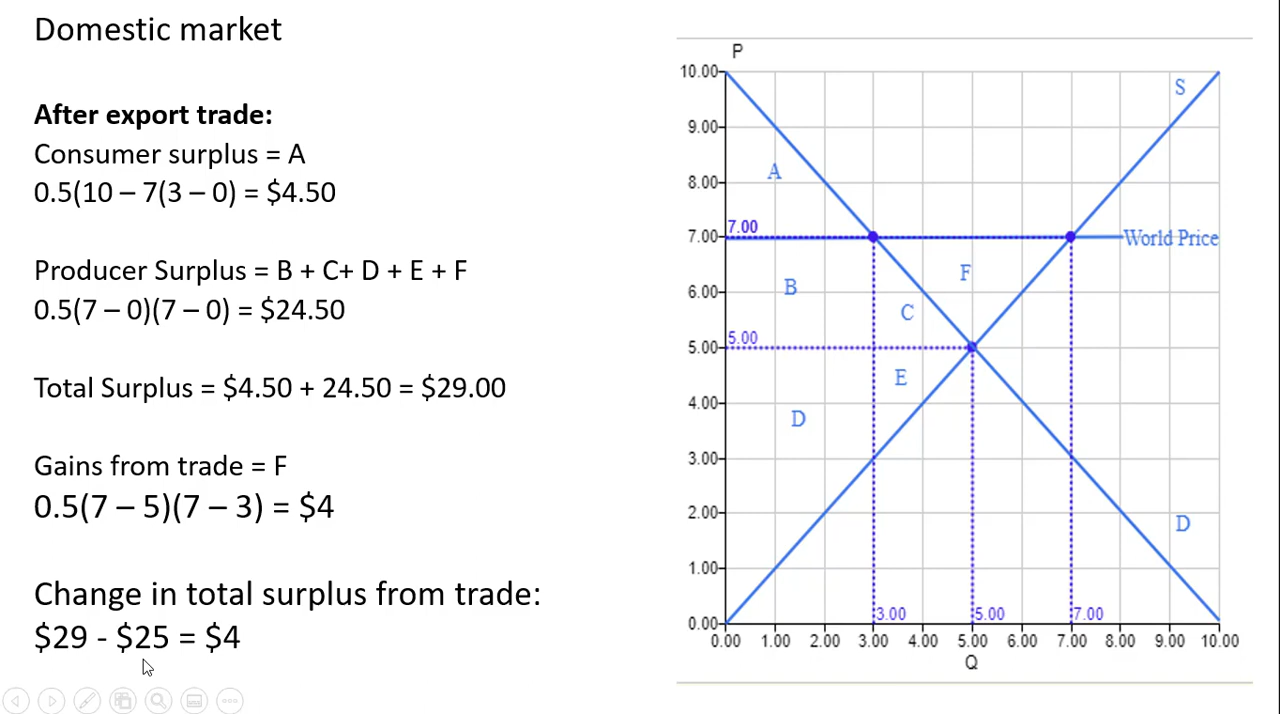 Domestic market
After export trade:
Consumer surplus = A
0.5(10 – 7(3 – 0) = $4.50
Producer Surplus = B + C+ D + E + F
0.5(7 – 0)(7 – 0) = $24.50
Total Surplus = $4.50 + 24.50 = $29.00
Gains from trade = F
0.5(7 – 5)(7 – 3) = $4
Change in total surplus from trade:
$29 - $25 = $4
P
10.00
S
9.00
A
8.00
7.00
7.00
World Price
F
B
6.00
C
5.00
5.00
E
4.00
D
3.00
2.00
D
1.00
0.00
3.00
5.00
7.00
0.00 1.00 2.00 3.00 4.00 5.00 6.00 7.00 8.00 9.00 10.00
Q